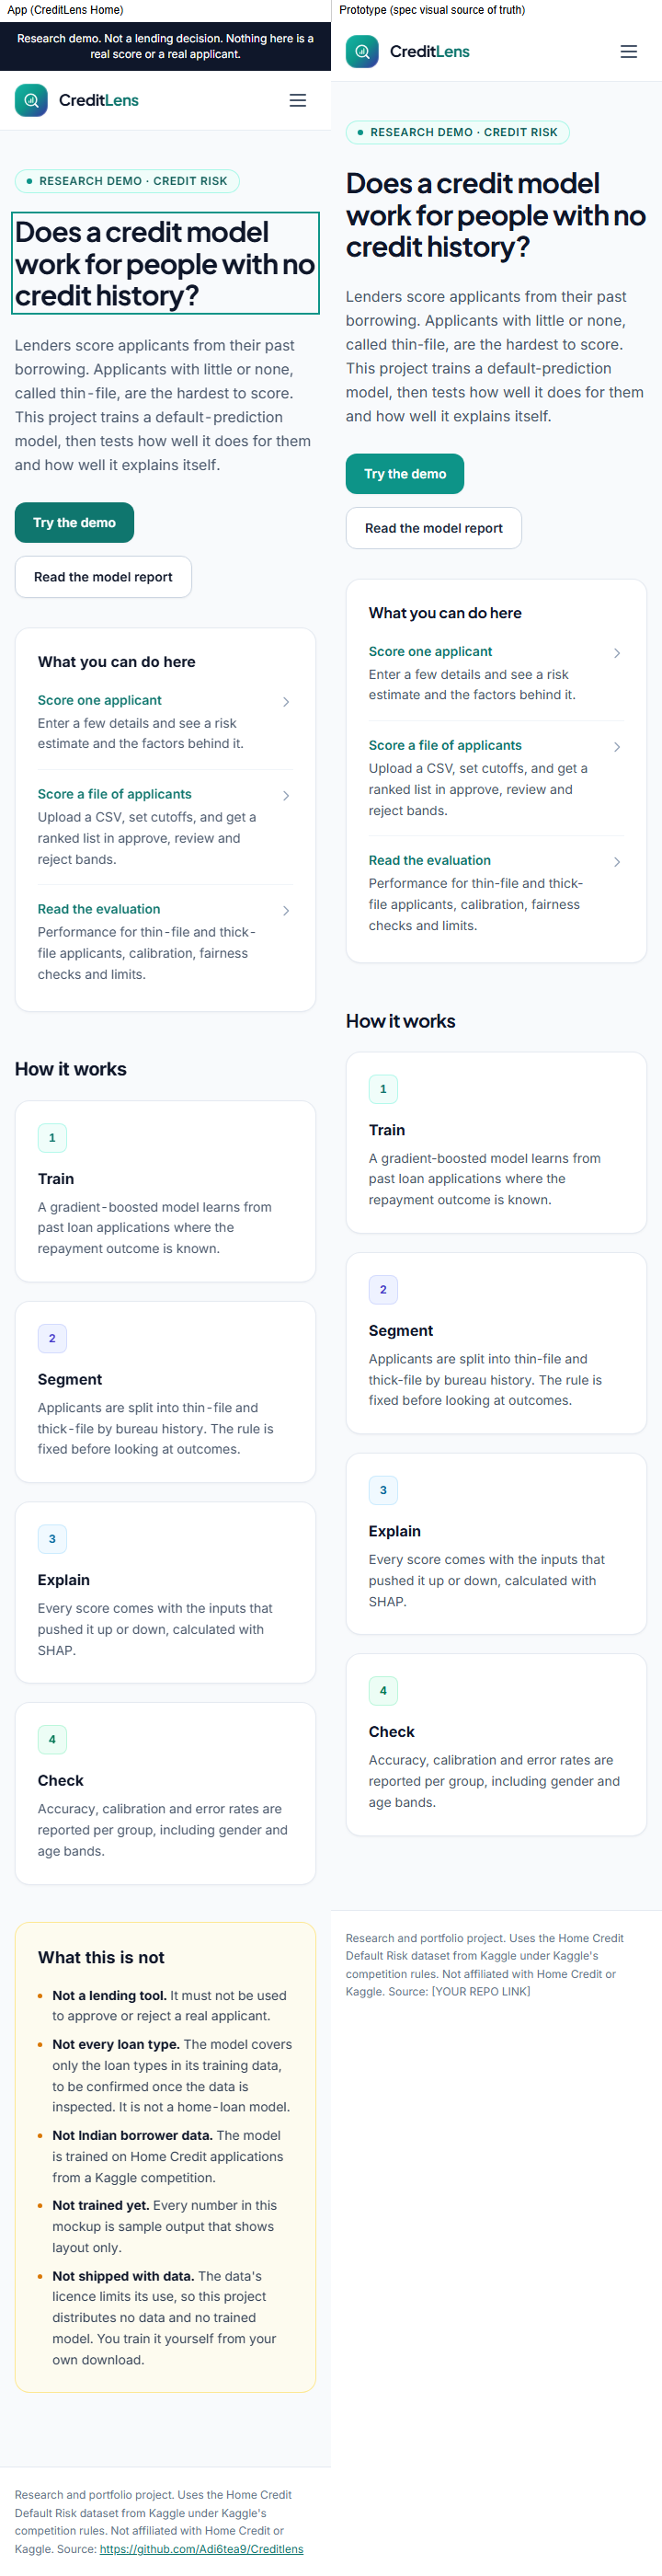 App (CreditLens Home)
Research demo. Not a lending decision. Nothing here is a
real score or a real applicant.
CreditLens
RESEARCH DEMO · CREDIT RISK
Does a credit model
work for people with no
credit history?
Lenders score applicants from their past
borrowing. Applicants with little or none,
called thin-file, are the hardest to score.
This project trains a default-prediction
model, then tests how well it does for them
and how well it explains itself.
Try the demo
Read the model report
What you can do here
Score one applicant
Enter a few details and see a risk
estimate and the factors behind it.
Score a file of applicants
Upload a CSV, set cutoffs, and get a
ranked list in approve, review and
reject bands.
Read the evaluation
Performance for thin-file and thick-
file applicants, calibration, fairness
checks and limits.
How it works
1
Train
A gradient-boosted model learns from
past loan applications where the
repayment outcome is known.
2
Segment
Applicants are split into thin-file and
thick-file by bureau history. The rule is
fixed before looking at outcomes.
3
Explain
Every score comes with the inputs that
pushed it up or down, calculated with
SHAP.
4
Check
Accuracy, calibration and error rates are
reported per group, including gender and
age bands.
What this is not
Not a lending tool. It must not be used
to approve or reject a real applicant.
Not every loan type. The model covers
only the loan types in its training data,
to be confirmed once the data is
inspected. It is not a home-loan model.
Not Indian borrower data. The model
is trained on Home Credit applications
from a Kaggle competition.
Not trained yet. Every number in this
mockup is sample output that shows
layout only.
Not shipped with data. The data's
licence limits its use, so this project
distributes no data and no trained
model. You train it yourself from your
own download.
Research and portfolio project. Uses the Home Credit
Default Risk dataset from Kaggle under Kaggle's
competition rules. Not affiliated with Home Credit or
Kaggle. Source: https://github.com/Adi6tea9/Creditlens
Prototype (spec visual source of truth)
CreditLens
RESEARCH DEMO · CREDIT RISK
Does a credit model
work for people with no
credit history?
Lenders score applicants from their past
borrowing. Applicants with little or none,
called thin-file, are the hardest to score.
This project trains a default-prediction
model, then tests how well it does for them
and how well it explains itself.
Try the demo
Read the model report
What you can do here
Score one applicant
Enter a few details and see a risk
estimate and the factors behind it.
Score a file of applicants
Upload a CSV, set cutoffs, and get a
ranked list in approve, review and
reject bands.
Read the evaluation
Performance for thin-file and thick-
file applicants, calibration, fairness
checks and limits.
How it works
1
Train
A gradient-boosted model learns from
past loan applications where the
repayment outcome is known.
2
Segment
Applicants are split into thin-file and
thick-file by bureau history. The rule is
fixed before looking at outcomes.
3
Explain
Every score comes with the inputs that
pushed it up or down, calculated with
SHAP.
4
Check
Accuracy, calibration and error rates are
reported per group, including gender and
age bands.
Research and portfolio project. Uses the Home Credit
Default Risk dataset from Kaggle under Kaggle's
competition rules. Not affiliated with Home Credit or
Kaggle. Source: [YOUR REPO LINK]